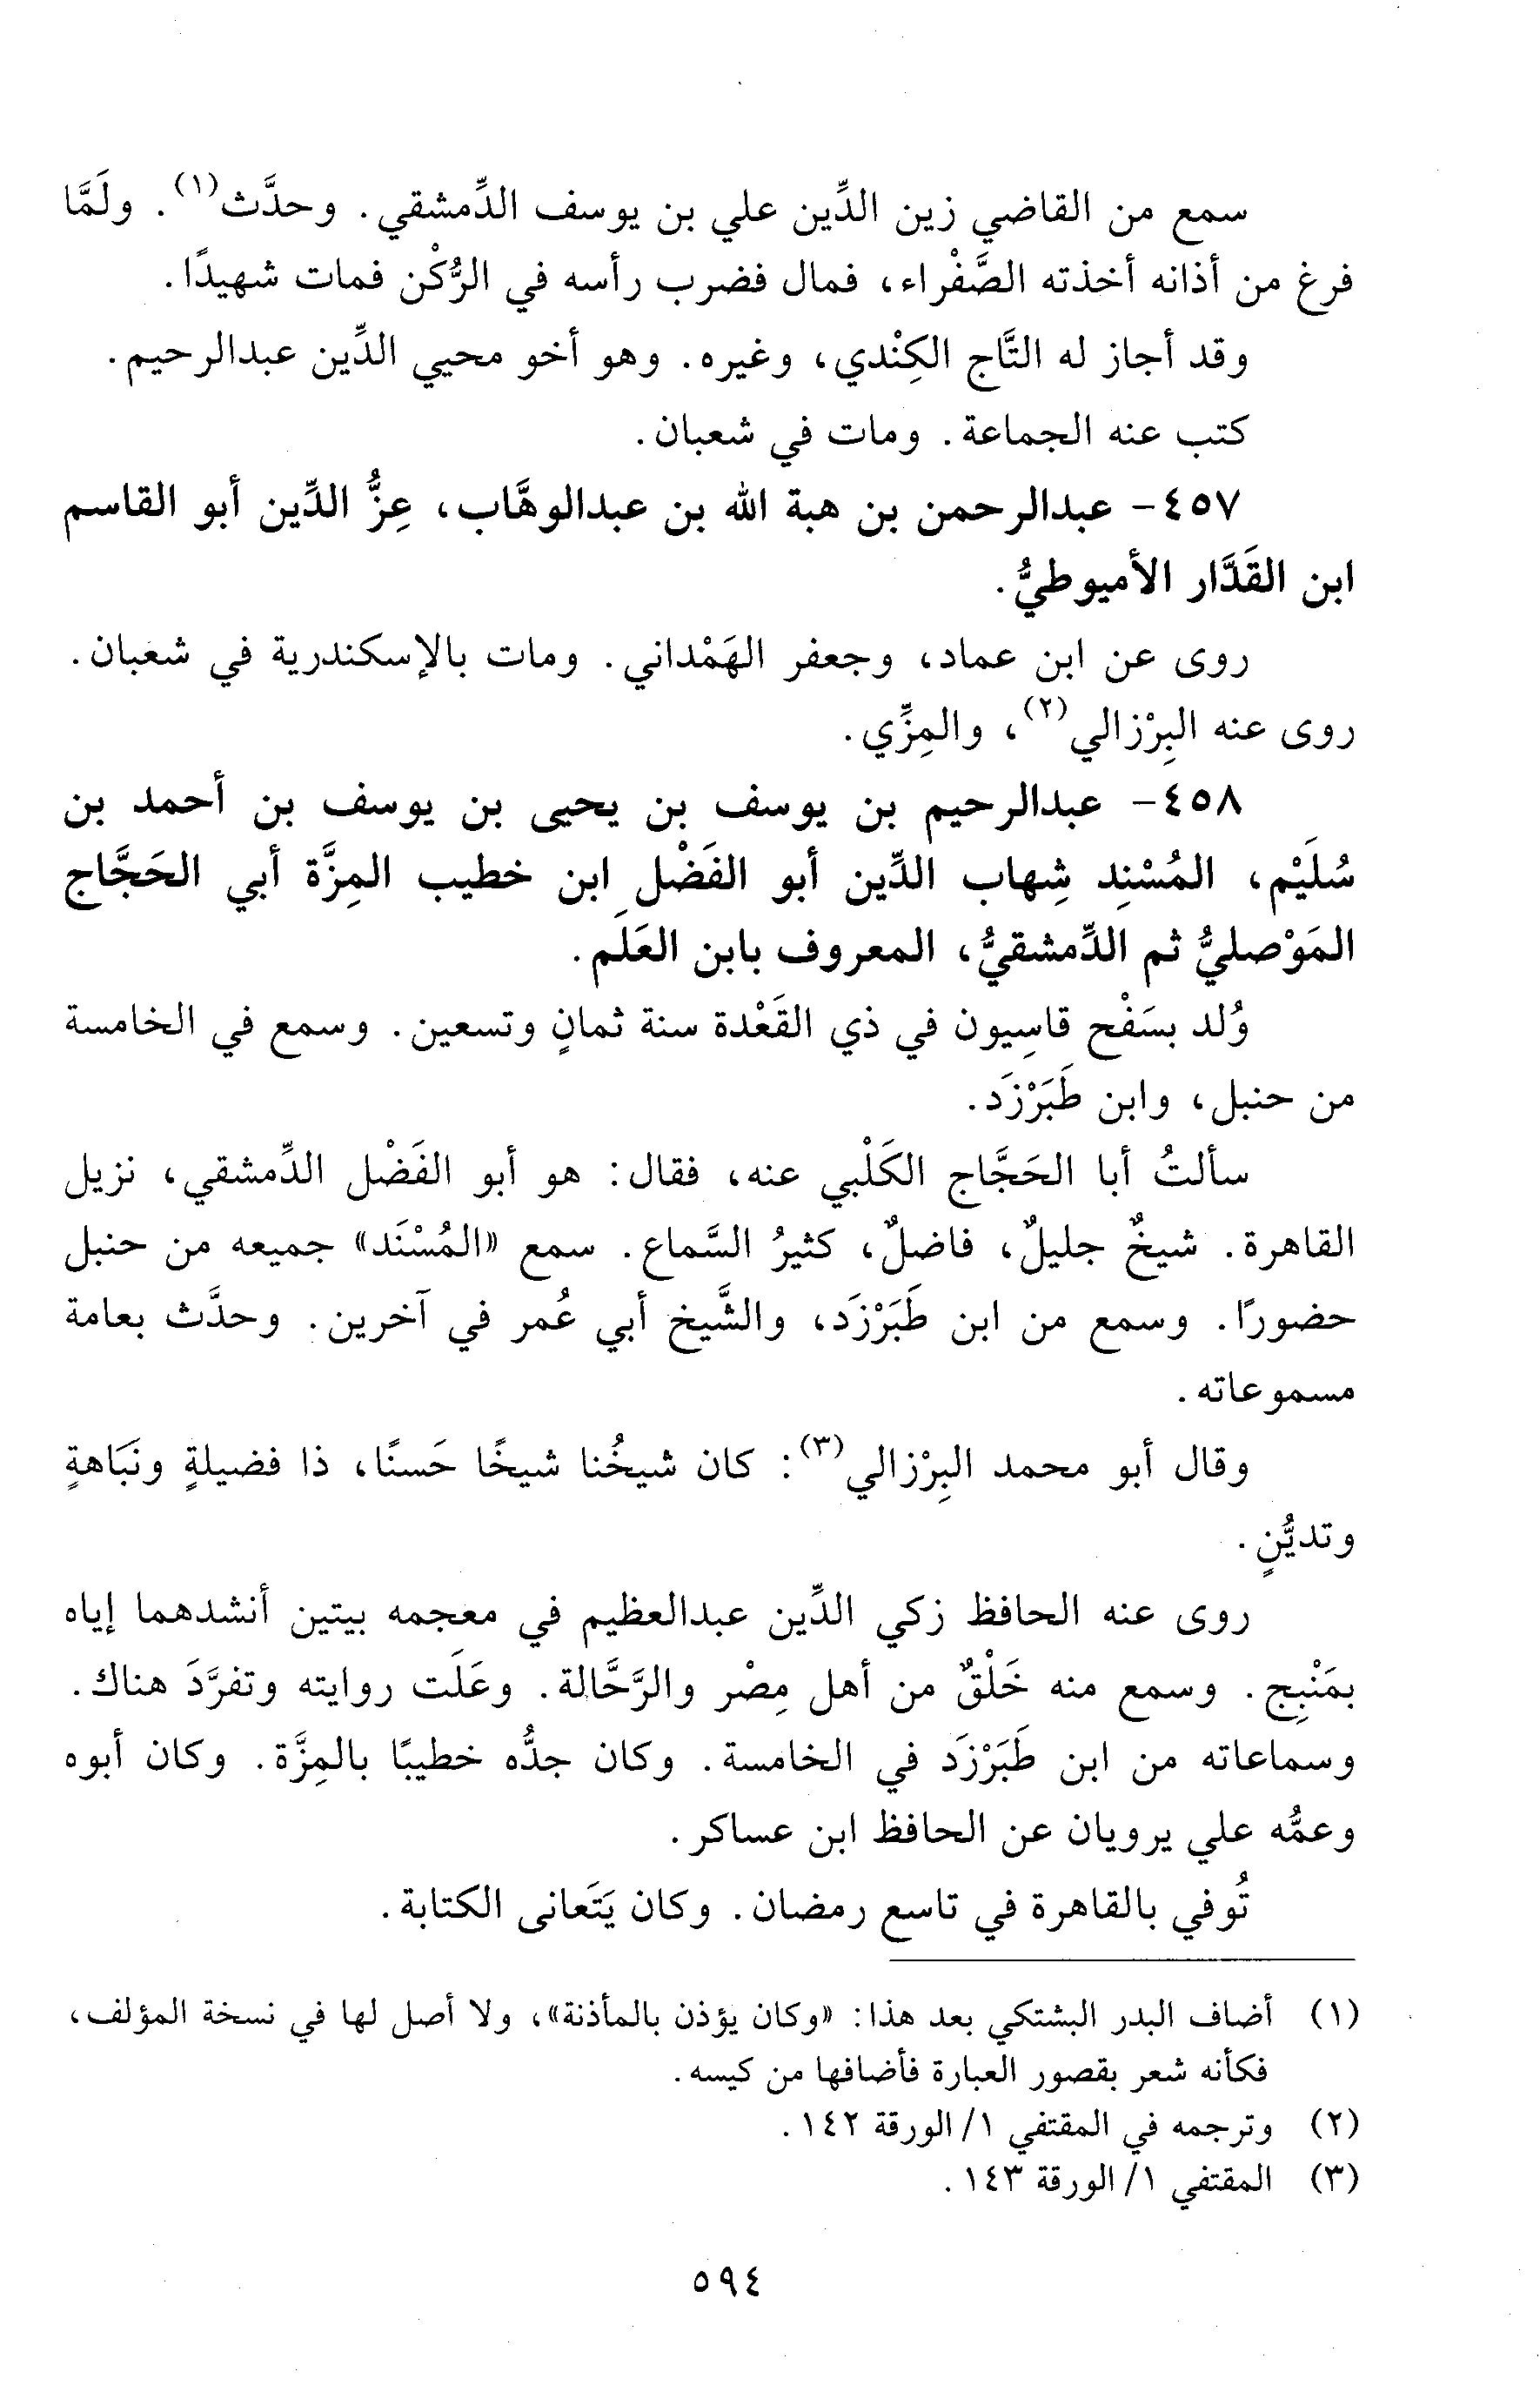 سمع من القاضي زين الدِّين علي بن يوسف الدِّمشقي. وحدَّث(١). ولَمَّا
فرغ من أذانه أخذته الصَّفْراء، فمال فضرب رأسه في الرُّكْن فمات شهيدًا.
وقد أجاز له التَّاج الكِنْدي، وغيره. وهو أخو محيي الدِّين عبدالرحيم.
كتب عنه الجماعة. ومات في شعبان.
٤٥٧- عبدالرحمن بن هبة الله بن عبدالوهَّاب، عِزُّ الدِّين أبو القاسم
ابن القَدَّار الأميوطيُّ.
روى عن ابن عماد، وجعفر الهَمْداني. ومات بالإسكندرية في شعبان.
روى عنه البِرْزالي(٢)، والمِزِّي.
٤٥٨- عبدالرحيم بن يوسف بن يحيى بن يوسف بن أحمد بن
سُلَيْم، المُسْنِد شِهاب الدِّين أبو الفَضْل ابن خطيب المِزَّة أبي الحَجَّاج
المَوْصليُّ ثم الدِّمشقيُّ، المعروف بابن العَلَم.
وُلد بسَفْح قاسِيون في ذي القَعْدة سنة ثمانٍ وتسعين. وسمع في الخامسة
من حنبل، وابن طَبَرْزَد.
سألتُ أبا الحَجَّاج الكَلْبي عنه، فقال: هو أبو الفَضْل الدِّمشقي، نزيل
القاهرة. شيخٌ جليلٌ، فاضلٌ، كثيرُ السَّماع. سمع «المُسْنَد» جميعه من حنبل
حضورًا. وسمع من ابن طَبَرْزَد، والشَّيخ أبي عُمر في آخرين. وحدَّث بعامة
مسموعاته.
وقال أبو محمد البِرْزالي(٣): كان شيخُنا شيخًا حَسنًا، ذا فضيلةٍ ونَبَاهةٍ
وتديُّنٍ.
روى عنه الحافظ زكي الدِّين عبدالعظيم في معجمه بيتين أنشدهما إياه
بمَنْبِج. وسمع منه خَلْقٌ من أهل مِصْر والرَّحَّالة. وعَلَت روايته وتفرَّدَ هناك.
وسماعاته من ابن طَبَرْزَد في الخامسة. وكان جدُّه خطيبًا بالمِزَّة. وكان أبوه
وعمُّه علي يرويان عن الحافظ ابن عساكر.
تُوفي بالقاهرة في تاسع رمضان. وكان يَتَعانى الكتابة.
(١) أضاف البدر البشتكي بعد هذا: «وكان يؤذن بالمأذنة»، ولا أصل لها في نسخة المؤلف،
فكأنه شعر بقصور العبارة فأضافها من كيسه.
(٢) وترجمه في المقتفي ١/ الورقة ١٤٢.
(٣) المقتفي ١/ الورقة ١٤٣.
٥٩٤